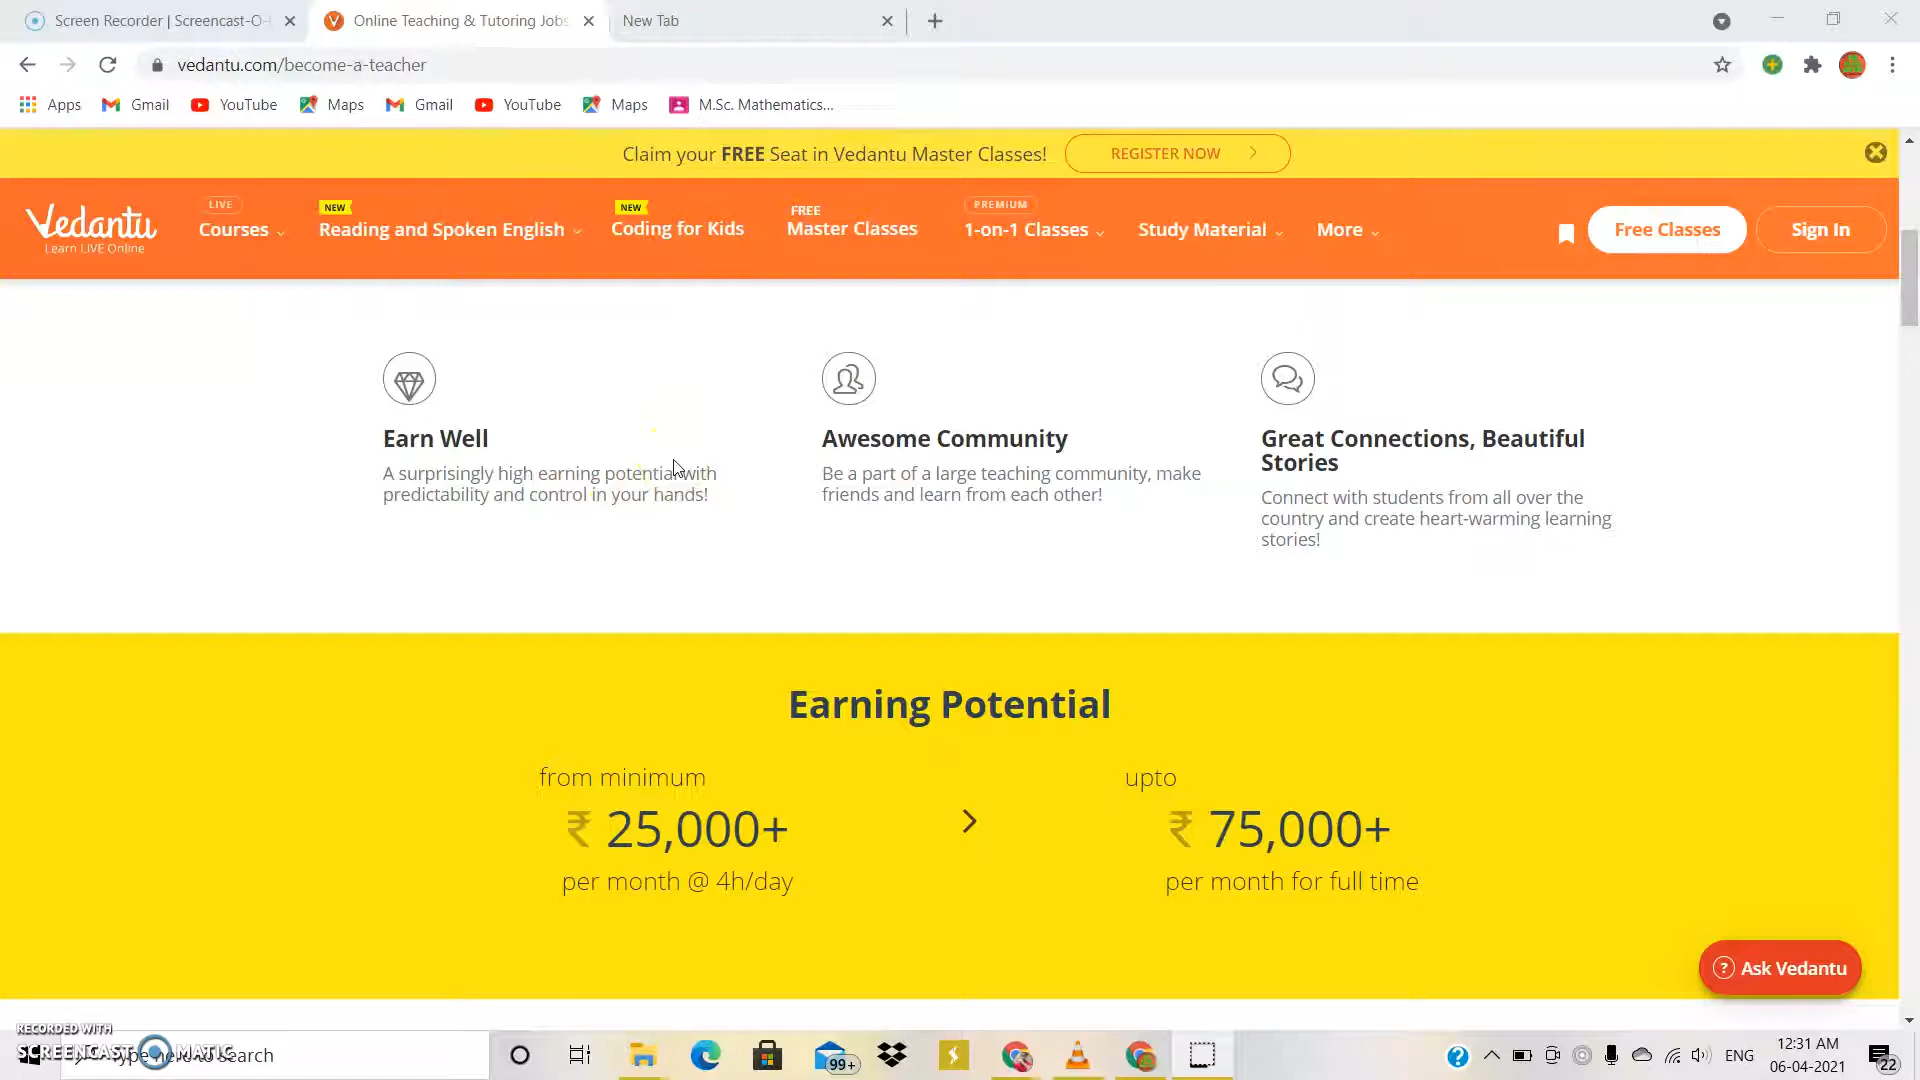 Screen Recorder | Screencast-O-
Online Teaching & Tutoring Jobs
New Tab
vedantu.com/become-a-teacher
Apps
Gmail
YouTube
Maps
Gmail
YouTube
Maps
M.Sc. Mathematics...
Claim your FREE Seat in Vedantu Master Classes!
REGISTER NOW
Vedantu
Learn LIVE Online
LIVE
Courses
NEW
Reading and Spoken English
NEW
Coding for Kids
FREE
Master Classes
PREMIUM
1-on-1 Classes
Study Material
More
Free Classes
Sign In
Earn Well
A surprisingly high earning potential with
predictability and control in your hands!
Awesome Community
Be a part of a large teaching community, make
friends and learn from each other!
Great Connections, Beautiful
Stories
Connect with students from all over the
country and create heart-warming learning
stories!
Earning Potential
from minimum
₹ 25,000+
per month @ 4h/day
upto
₹ 75,000+
per month for full time
? Ask Vedantu
RECORDED WITH
SCREENCAST MATIC
Type here to search
99+
ENG
12:31 AM
06-04-2021
22